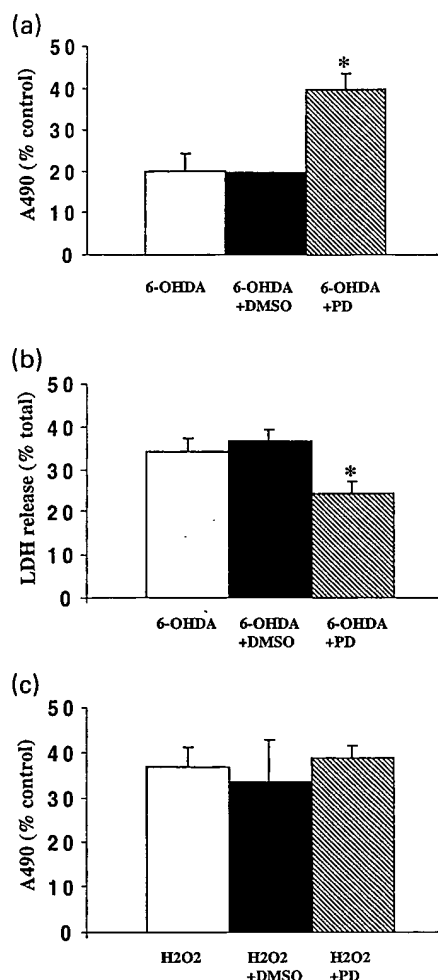 (a)
A490 (% control)
50
40
30
20
10
0
*
6-OHDA
6-OHDA
+DMSO
6-OHDA
+PD
(b)
LDH release (% total)
50
40
30
20
10
0
*
6-OHDA
6-OHDA
+DMSO
6-OHDA
+PD
(c)
A490 (% control)
50
40
30
20
10
0
H2O2
H2O2
+DMSO
H2O2
+PD